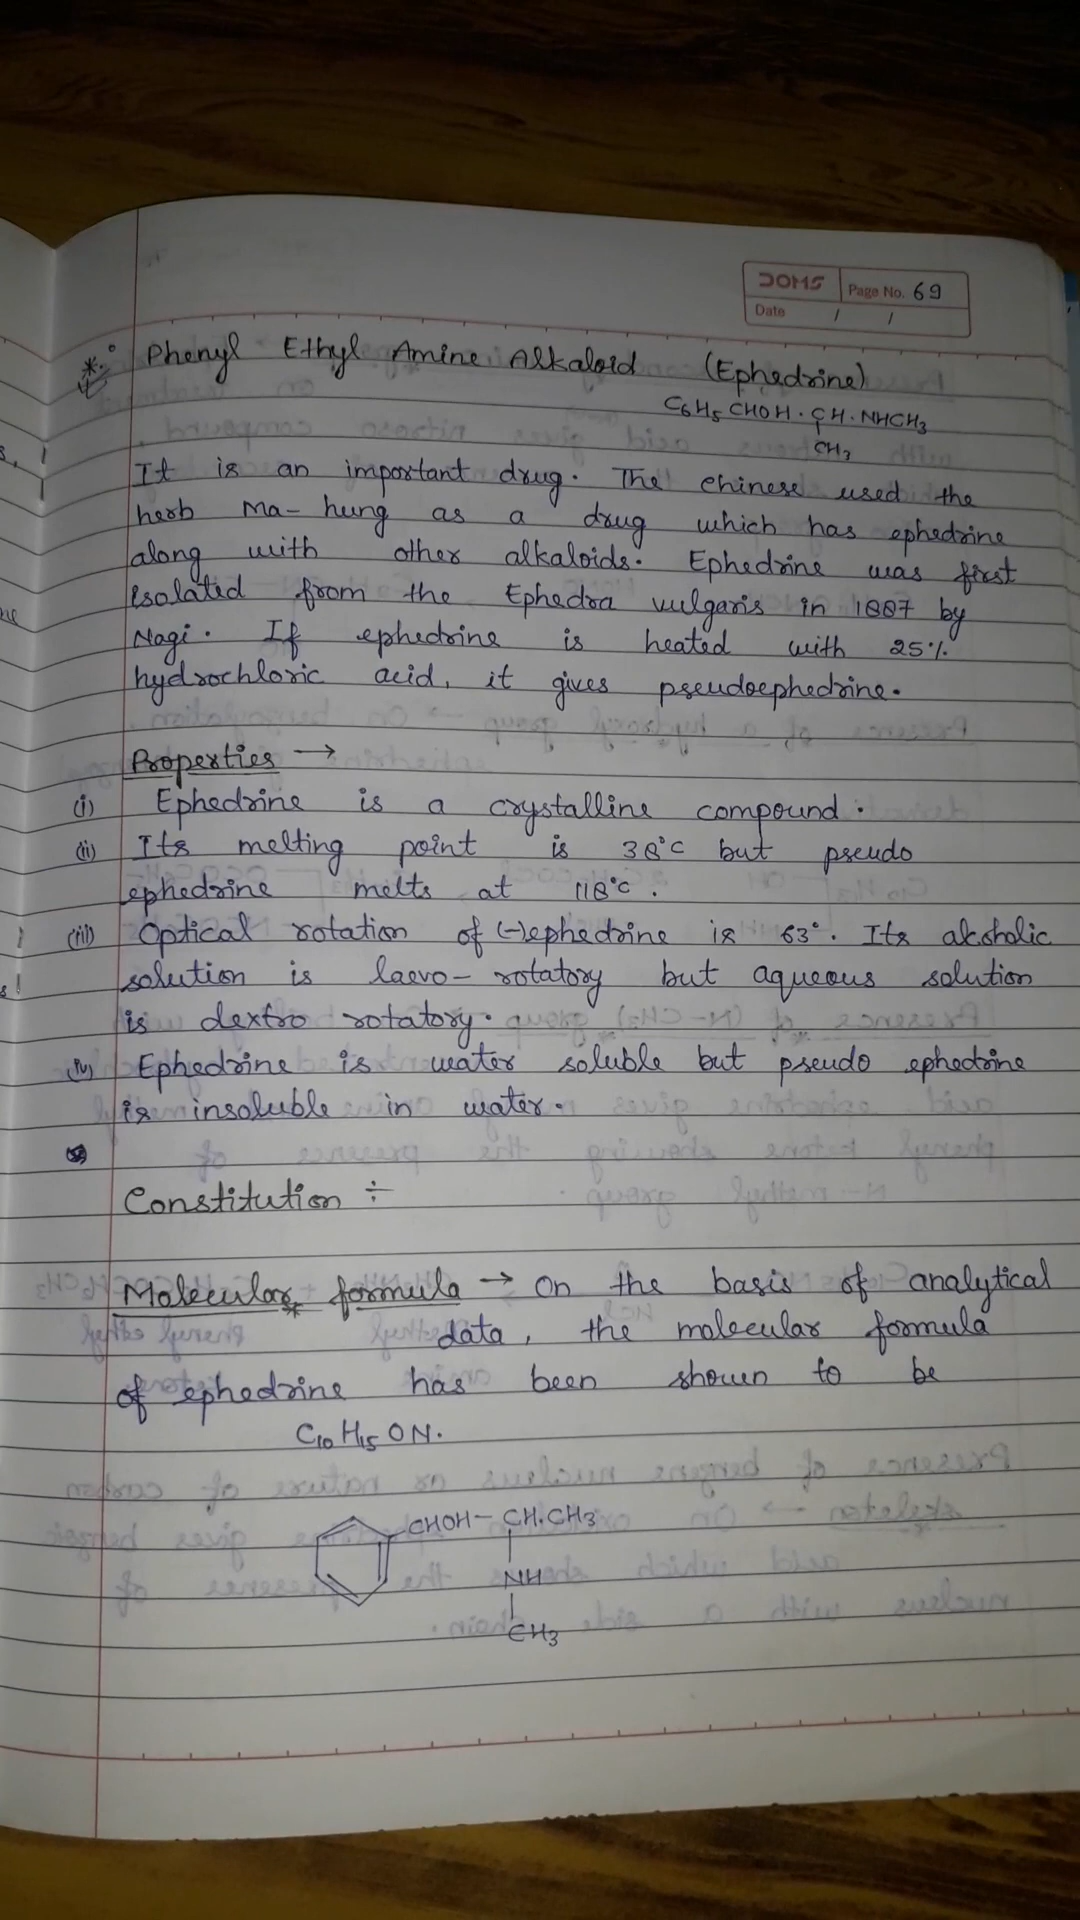 DOMS Page No. 69
Date / /
Phenyl Ethyl Amine Alkaloid (Ephedrine)
C6H5 CHOH . CH . NHCH3
CH3
It is an important drug. The chinese used the
herb Ma- hung as a drug which has ephedrine
along with other alkaloids. Ephedrine was first
isolated from the Ephedra vulgaris in 1887 by
Nagi. If ephedrine is heated with 25%
hydrochloric acid, it gives pseudoephedrine.
Properties →
(i) Ephedrine is a crystalline compound.
(ii) Its melting point is 38°C but pseudo
ephedrine melts at 118°C.
(iii) Optical rotation of (-)ephedrine is 63°. Its akoholic
solution is laevo- rotatory but aqueous solution
is dextro rotatory.
(iv) Ephedrine is water soluble but pseudo ephedrine
is insoluble in water.
Constitution ÷
Molecular formula → On the basis of analytical
data, the molecular formula
of ephedrine has been shown to be
C10 H15 ON.
CHOH - CH.CH3
NH
CH3